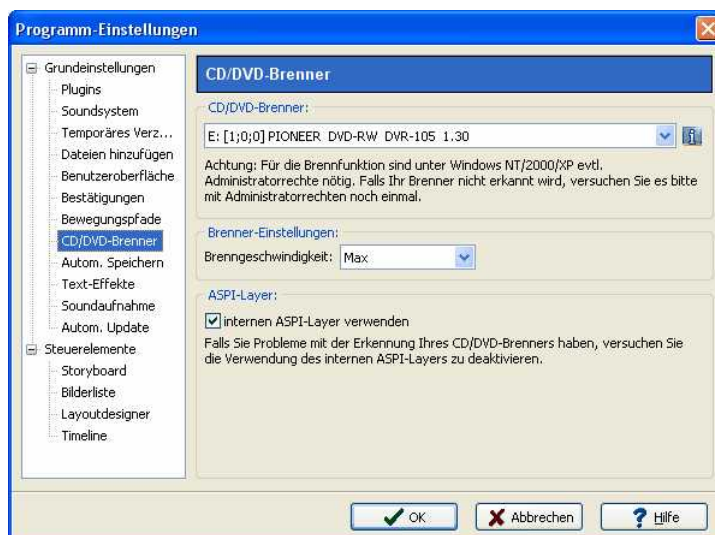 Programm-Einstellungen
Grundeinstellungen
Plugins
Soundsystem
Temporäres Verz...
Dateien hinzufügen
Benutzeroberfläche
Bestätigungen
Bewegungspfade
CD/DVD-Brenner
Autom. Speichern
Text-Effekte
Soundaufnahme
Autom. Update
Steuerelemente
Storyboard
Bilderliste
Layoutdesigner
Timeline
CD/DVD-Brenner
CD/DVD-Brenner:
E: [1;0;0] PIONEER DVD-RW DVR-105 1.30
Achtung: Für die Brennfunktion sind unter Windows NT/2000/XP evtl.
Administratorrechte nötig. Falls Ihr Brenner nicht erkannt wird, versuchen Sie es bitte
mit Administratorrechten noch einmal.
Brenner-Einstellungen:
Brenngeschwindigkeit: Max
ASPI-Layer:
internen ASPI-Layer verwenden
Falls Sie Probleme mit der Erkennung Ihres CD/DVD-Brenners haben, versuchen Sie
die Verwendung des internen ASPI-Layers zu deaktivieren.
OK
Abbrechen
Hilfe